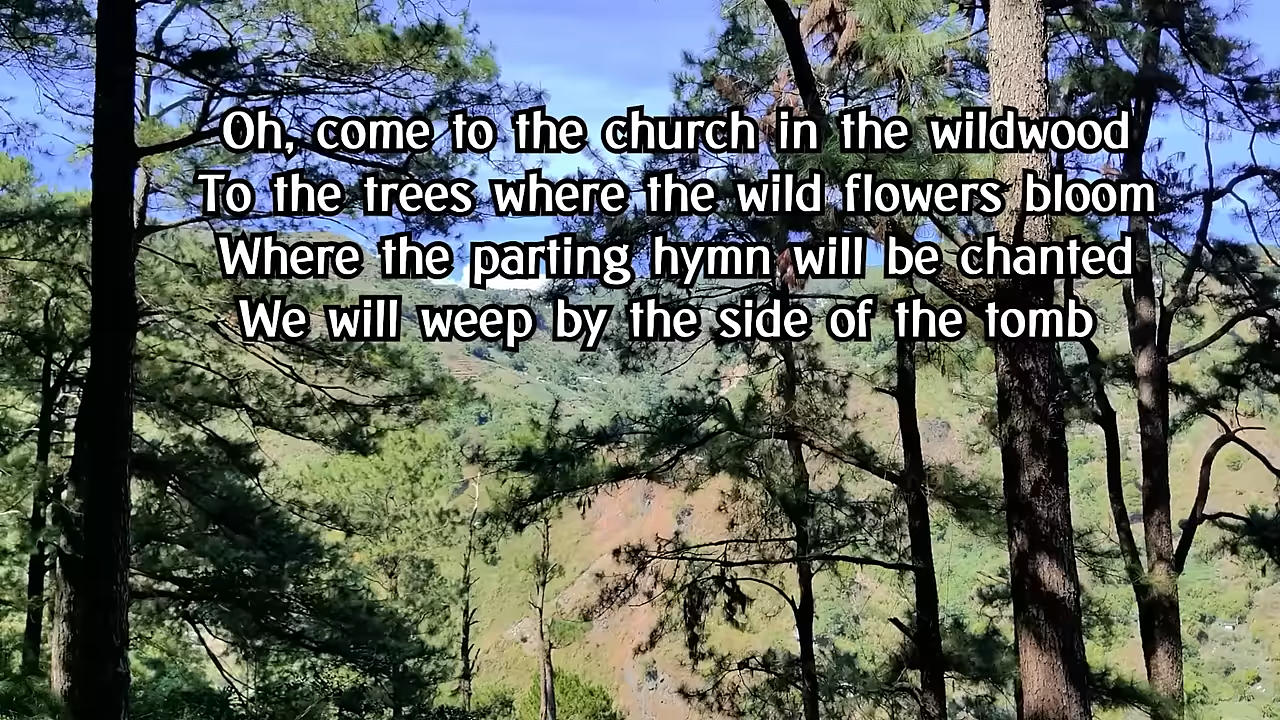 Oh, come to the church in the wildwood
To the trees where the wild flowers bloom
Where the parting hymn will be chanted
We will weep by the side of the tomb